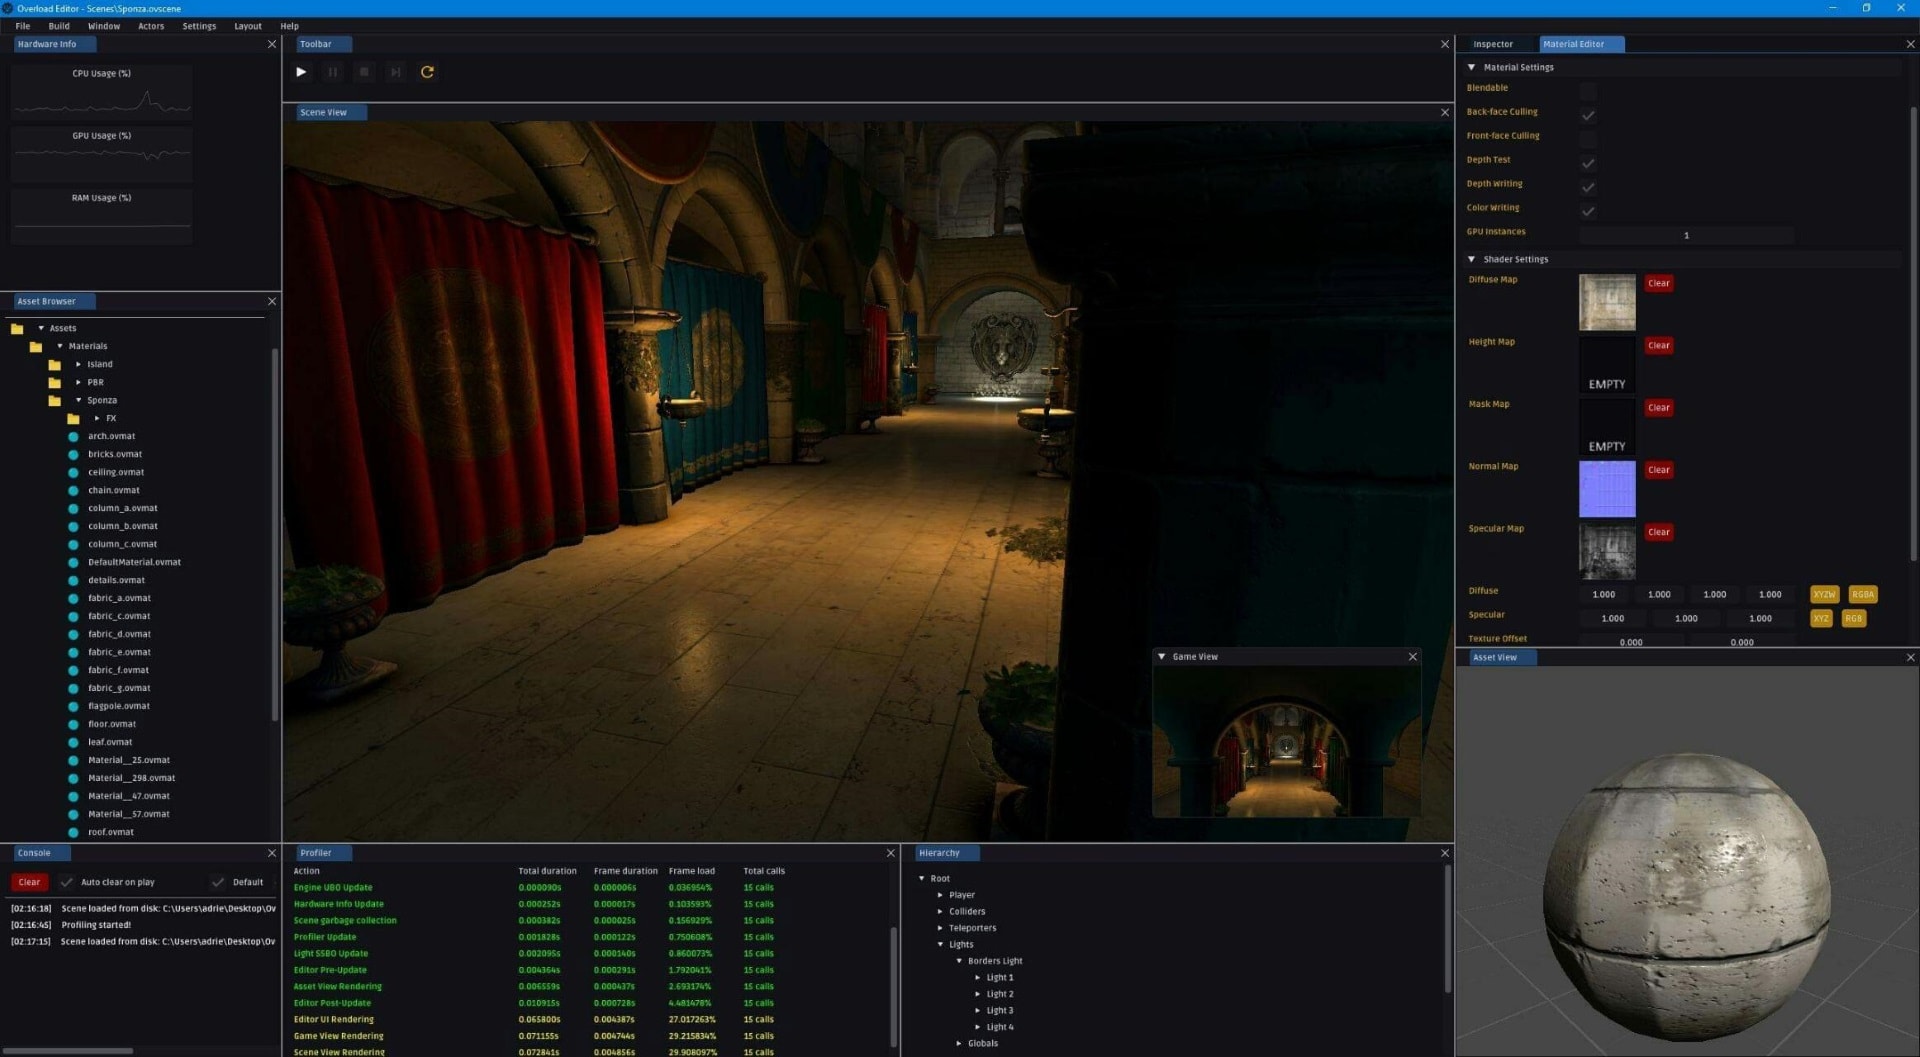 Overload Editor - Scenes\Sponza.ovscene
File Build Window Actors Settings Layout Help
Hardware Info
CPU Usage (%)
GPU Usage (%)
RAM Usage (%)
Asset Browser
Assets
Materials
Island
PBR
Sponza
FX
arch.ovmat
bricks.ovmat
ceiling.ovmat
chain.ovmat
column_a.ovmat
column_b.ovmat
column_c.ovmat
DefaultMaterial.ovmat
details.ovmat
fabric_a.ovmat
fabric_c.ovmat
fabric_d.ovmat
fabric_e.ovmat
fabric_f.ovmat
fabric_g.ovmat
flagpole.ovmat
floor.ovmat
leaf.ovmat
Material__25.ovmat
Material__298.ovmat
Material__47.ovmat
Material__57.ovmat
roof.ovmat
Console
Clear Auto clear on play Default
[02:16:18] Scene loaded from disk: C:\Users\adrie\Desktop\Ov
[02:16:45] Profiling started!
[02:17:15] Scene loaded from disk: C:\Users\adrie\Desktop\Ov
Toolbar
Scene View
Game View
Profiler
Action Total duration Frame duration Frame load Total calls
Engine UBO Update 0.000090s 0.000006s 0.036954% 15 calls
Hardware Info Update 0.000252s 0.000017s 0.103593% 15 calls
Scene garbage collection 0.000382s 0.000025s 0.156929% 15 calls
Profiler Update 0.001828s 0.000122s 0.750608% 15 calls
Light SSBO Update 0.002095s 0.000140s 0.860073% 15 calls
Editor Pre-Update 0.004364s 0.000291s 1.792041% 15 calls
Asset View Rendering 0.006559s 0.000437s 2.693174% 15 calls
Editor Post-Update 0.010915s 0.000728s 4.481478% 15 calls
Editor UI Rendering 0.065800s 0.004387s 27.017263% 15 calls
Game View Rendering 0.071155s 0.004744s 29.215834% 15 calls
Scene View Rendering 0.072841s 0.004856s 29.908097% 15 calls
Hierarchy
Root
Player
Colliders
Teleporters
Lights
Borders Light
Light 1
Light 2
Light 3
Light 4
Globals
Inspector Material Editor
Material Settings
Blendable
Back-face Culling
Front-face Culling
Depth Test
Depth Writing
Color Writing
GPU Instances 1
Shader Settings
Diffuse Map Clear
Height Map EMPTY Clear
Mask Map EMPTY Clear
Normal Map Clear
Specular Map Clear
Diffuse 1.000 1.000 1.000 1.000 XYZW RGBA
Specular 1.000 1.000 1.000 XYZ RGB
Texture Offset 0.000 0.000
Asset View